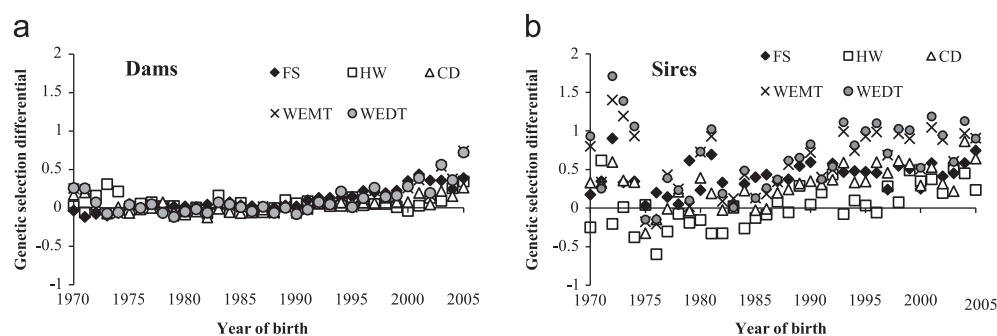 a
Genetic selection differential
2
1.5
1
0.5
0
-0.5
-1
Dams
FS HW CD
WEMT WEDT
1970 1975 1980 1985 1990 1995 2000 2005
Year of birth
b
Genetic selection differential
2
1.5
1
0.5
0
-0.5
-1
Sires
FS HW CD
WEMT WEDT
1970 1975 1980 1985 1990 1995 2000 2005
Year of birth